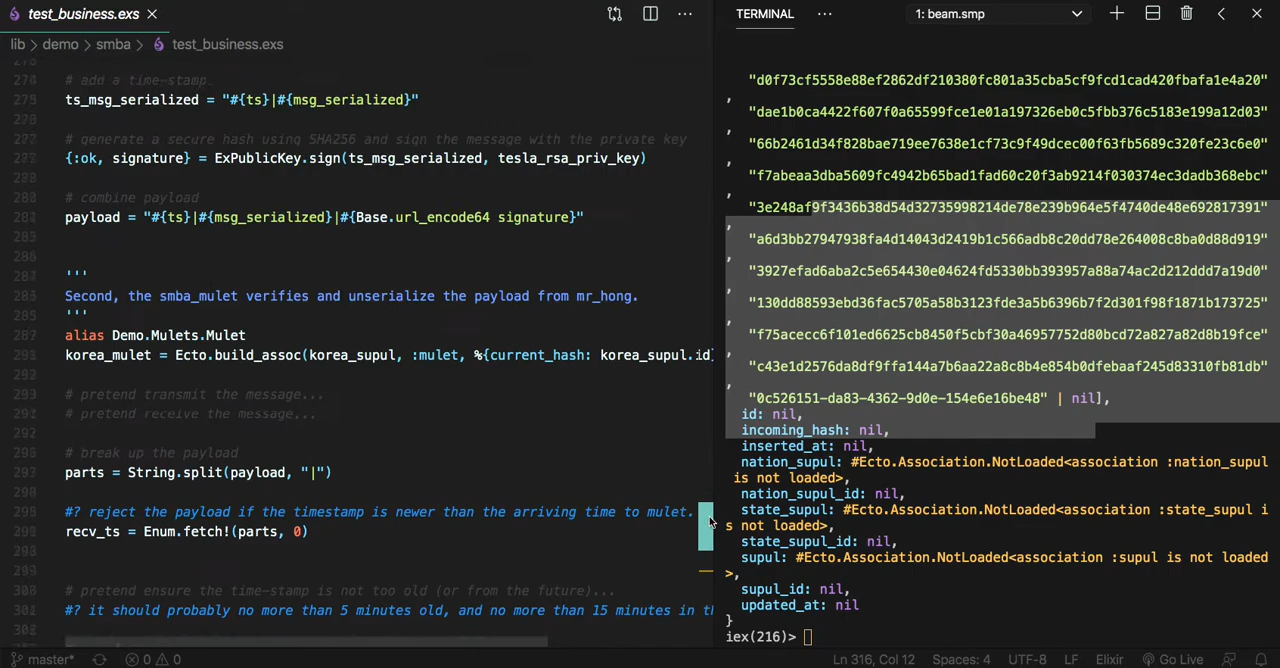 test_business.exs
TERMINAL
1: beam.smp
lib > demo > smba > test_business.exs
274 # add a time-stamp
275 ts_msg_serialized = "#{ts}|#{msg_serialized}"
# generate a secure hash using SHA256 and sign the message with the private key
{:ok, signature} = ExPublicKey.sign(ts_msg_serialized, tesla_rsa_priv_key)
# combine payload
payload = "#{ts}|#{msg_serialized}|#{Base.url_encode64 signature}"
'''
Second, the smba_mulet verifies and unserialize the payload from mr_hong.
'''
alias Demo.Mulets.Mulet
korea_mulet = Ecto.build_assoc(korea_supul, :mulet, %{current_hash: korea_supul.id
# pretend transmit the message...
# pretend receive the message...
# break up the payload
parts = String.split(payload, "|")
#? reject the payload if the timestamp is newer than the arriving time to mulet.
recv_ts = Enum.fetch!(parts, 0)
# pretend ensure the time-stamp is not too old (or from the future)...
#? it should probably no more than 5 minutes old, and no more than 15 minutes in th
"d0f73cf5558e88ef2862df210380fc801a35cba5cf9fcd1cad420fbafa1e4a20"
,
"dae1b0ca4422f607f0a65599fce1e01a197326eb0c5fbb376c5183e199a12d03"
,
"66b2461d34f828bae719ee7638e1cf73c9f49dcec00f63fb5689c320fe23c6e0"
,
"f7abeaa3dba5609fc4942b65bad1fad60c20f3ab9214f030374ec3dadb368ebc"
,
"3e248af9f3436b38d54d32735998214de78e239b964e5f4740de48e692817391"
,
"a6d3bb27947938fa4d14043d2419b1c566adb8c20dd78e264008c8ba0d88d919"
,
"3927efad6aba2c5e654430e04624fd5330bb393957a88a74ac2d212ddd7a19d0"
,
"130dd88593ebd36fac5705a58b3123fde3a5b6396b7f2d301f98f1871b173725"
,
"f75acecc6f101ed6625cb8450f5cbf30a46957752d80bcd72a827a82d8b19fce"
,
"c43e1d2576da8df9ffa144a7b6aa22a8c8b4e854b0dfebaaf245d83310fb81db"
,
"0c526151-da83-4362-9d0e-154e6e16be48" | nil],
id: nil,
incoming_hash: nil,
inserted_at: nil,
nation_supul: #Ecto.Association.NotLoaded<association :nation_supul
is not loaded>,
nation_supul_id: nil,
state_supul: #Ecto.Association.NotLoaded<association :state_supul i
s not loaded>,
state_supul_id: nil,
supul: #Ecto.Association.NotLoaded<association :supul is not loaded
>,
supul_id: nil,
updated_at: nil
}
iex(216)>
master* 0 0 Ln 316, Col 12 Spaces: 4 UTF-8 LF Elixir Go Live